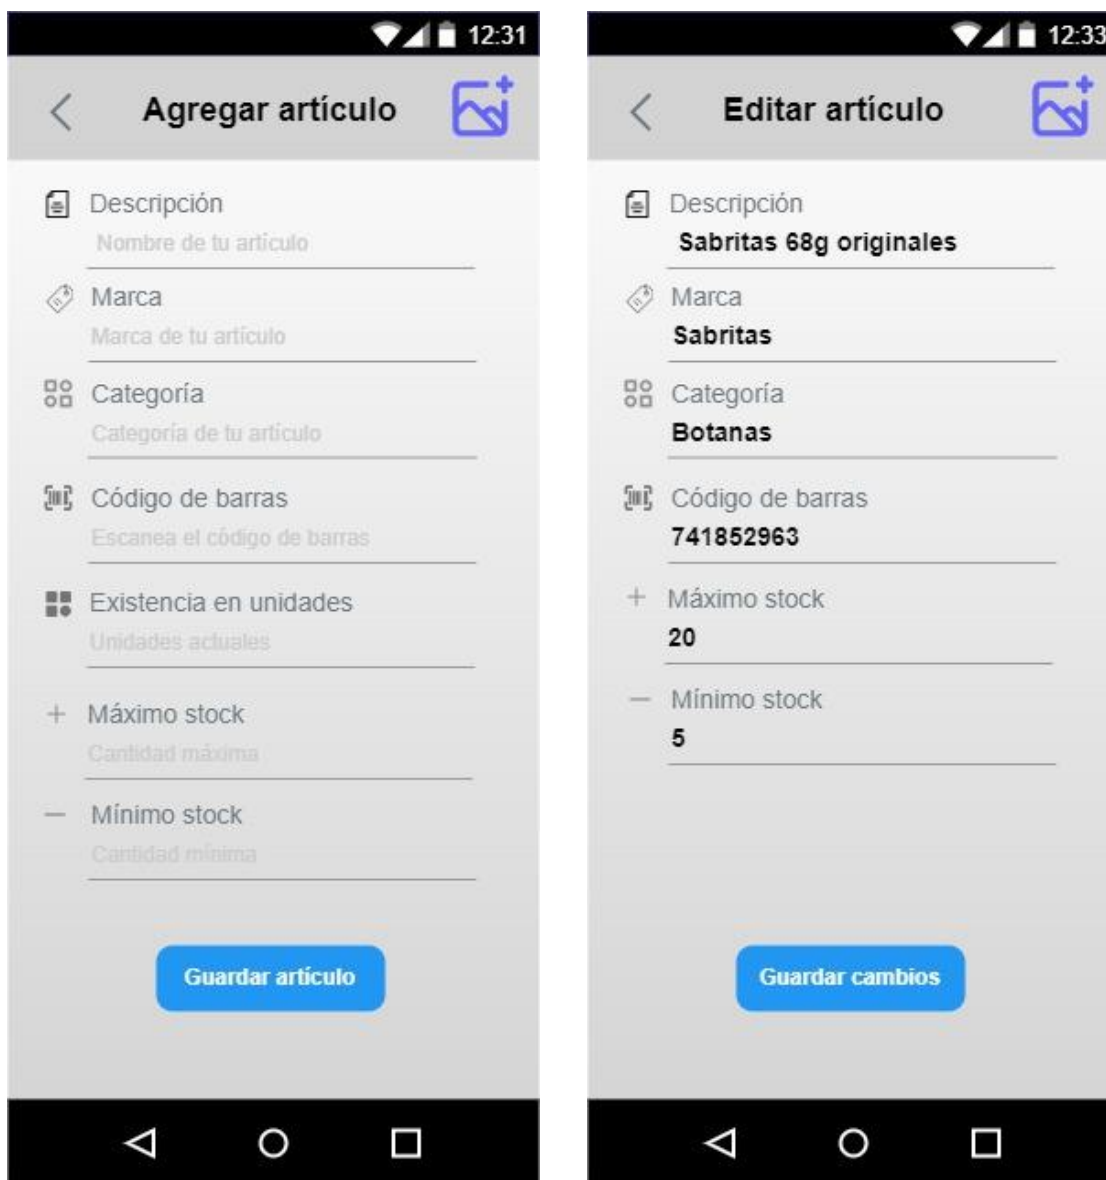 12:31
Agregar artículo
Descripción
Nombre de tu artículo
Marca
Marca de tu artículo
Categoría
Categoría de tu artículo
Código de barras
Escanea el código de barras
Existencia en unidades
Unidades actuales
Máximo stock
Cantidad máxima
Mínimo stock
Cantidad mínima
Guardar artículo
12:33
Editar artículo
Descripción
Sabritas 68g originales
Marca
Sabritas
Categoría
Botanas
Código de barras
741852963
Máximo stock
20
Mínimo stock
5
Guardar cambios